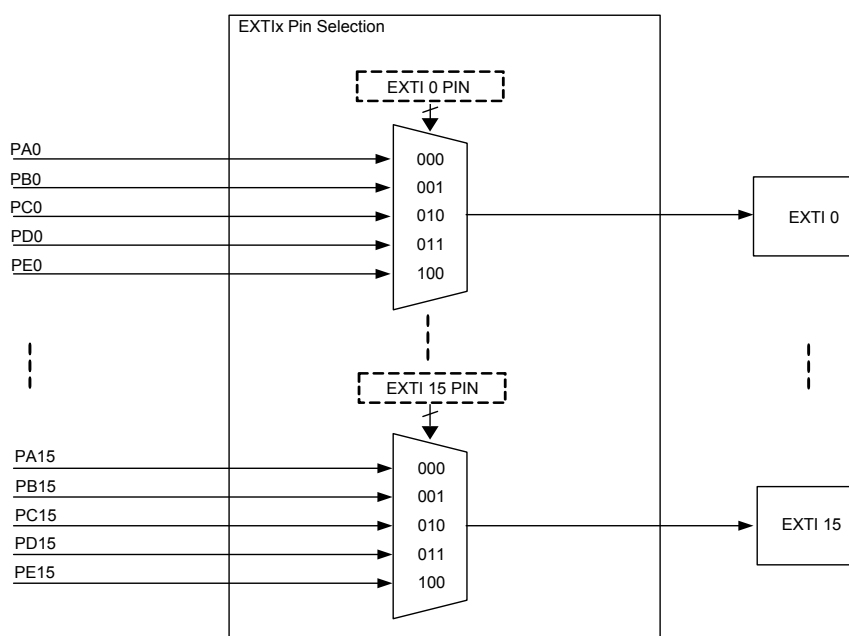 EXTIx Pin Selection
EXTI 0 PIN
PA0
PB0
PC0
PD0
PE0
000
001
010
011
100
EXTI 0
EXTI 15 PIN
PA15
PB15
PC15
PD15
PE15
000
001
010
011
100
EXTI 15